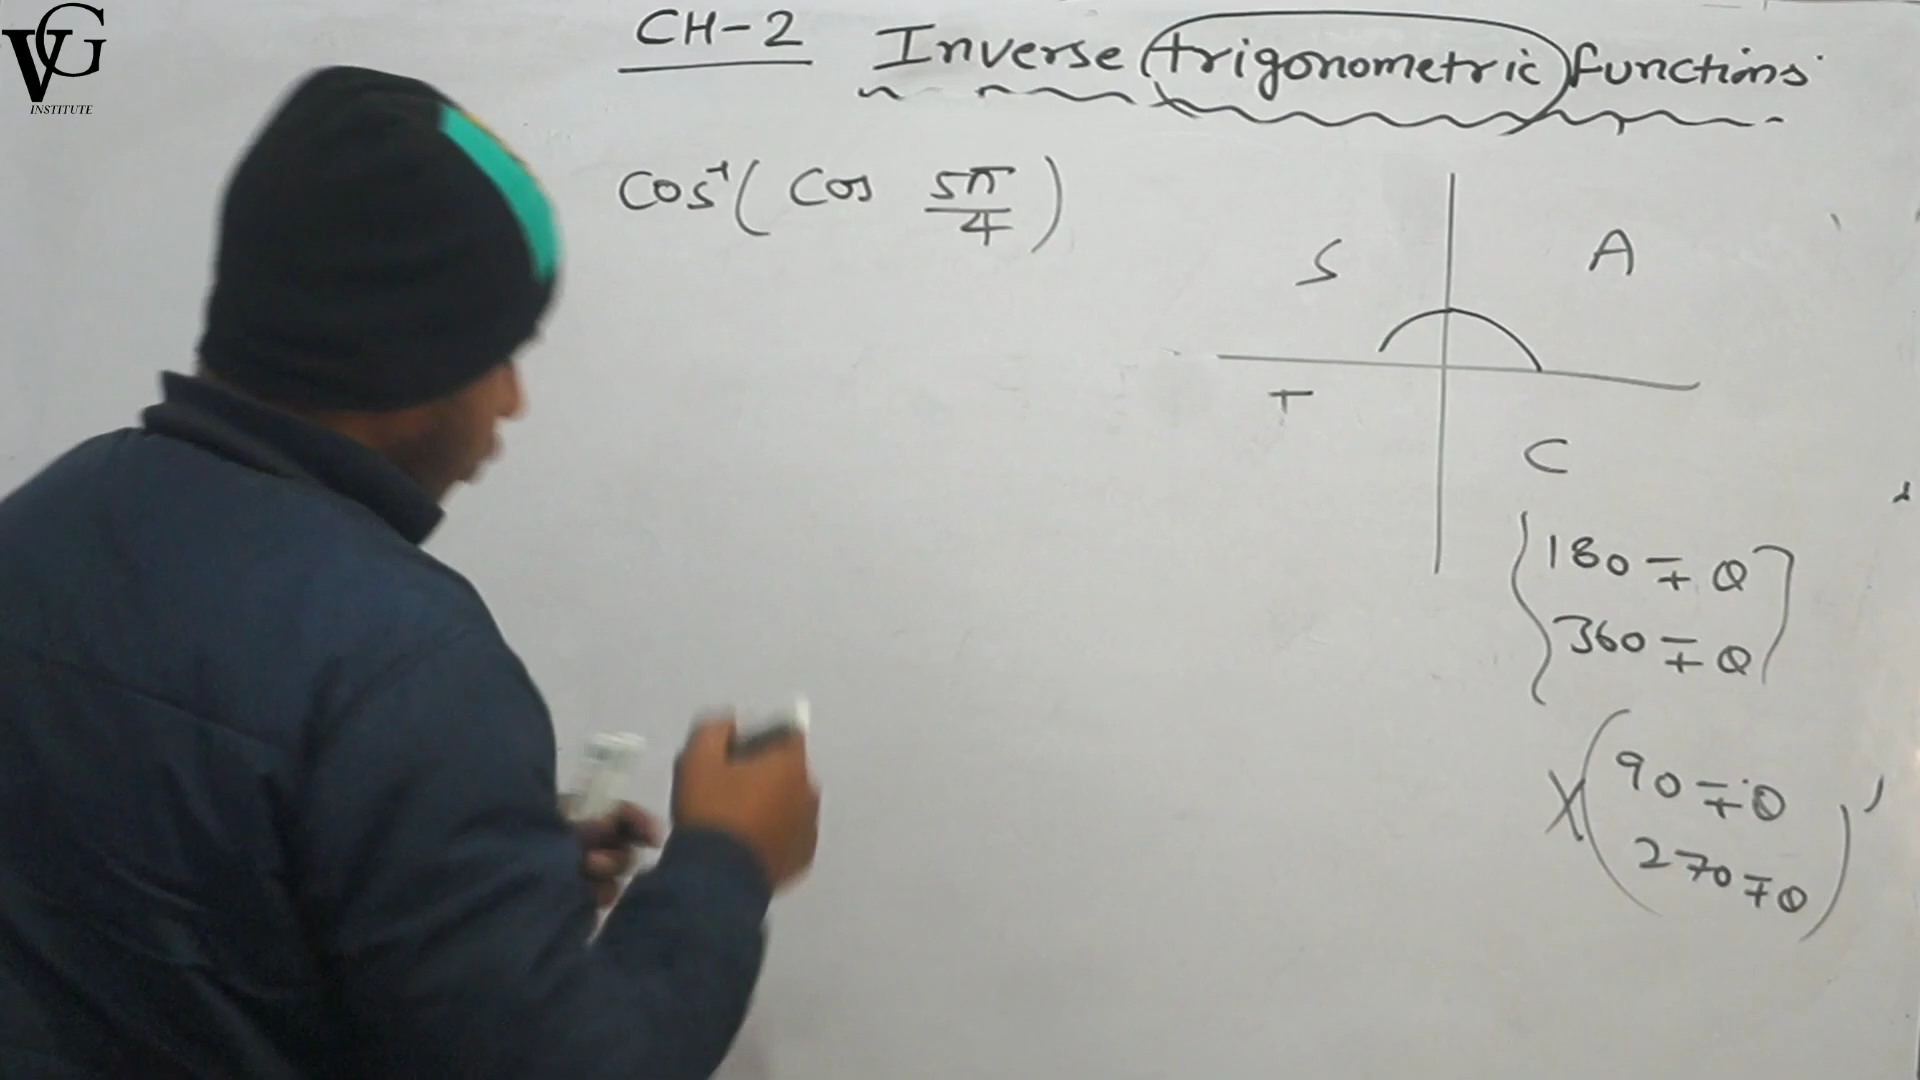 VG
INSTITUTE
CH-2 Inverse trigonometric functions
Cos⁻¹( Cos 5π/4 )
S A
T C
180 ∓ θ
360 ∓ θ
90 ∓ θ
270 ∓ θ